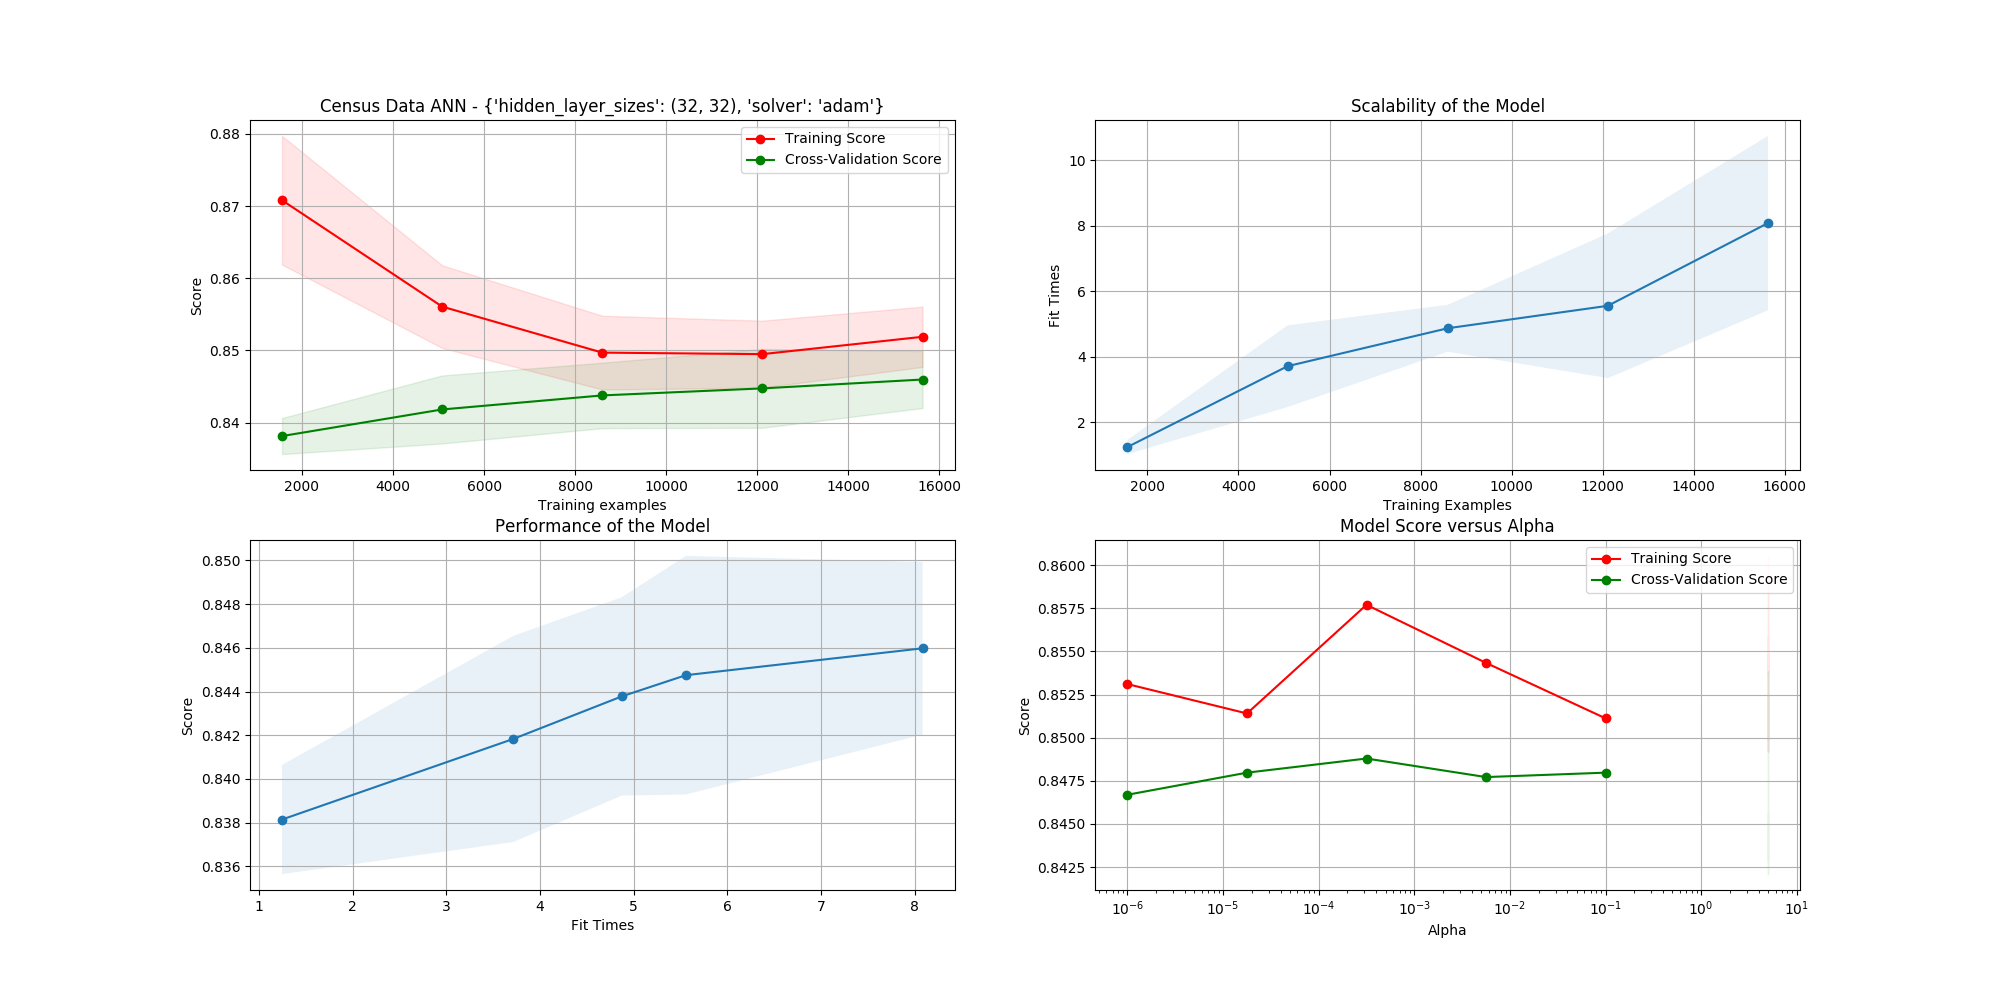 Census Data ANN - {'hidden_layer_sizes': (32, 32), 'solver': 'adam'}
Training Score
Cross-Validation Score
0.88
0.87
0.86
0.85
0.84
Score
2000 4000 6000 8000 10000 12000 14000 16000
Training examples
Scalability of the Model
10
8
6
4
2
Fit Times
2000 4000 6000 8000 10000 12000 14000 16000
Training Examples
Performance of the Model
0.850
0.848
0.846
0.844
0.842
0.840
0.838
0.836
Score
1 2 3 4 5 6 7 8
Fit Times
Model Score versus Alpha
Training Score
Cross-Validation Score
0.8600
0.8575
0.8550
0.8525
0.8500
0.8475
0.8450
0.8425
Score
10⁻⁶ 10⁻⁵ 10⁻⁴ 10⁻³ 10⁻² 10⁻¹ 10⁰ 10¹
Alpha